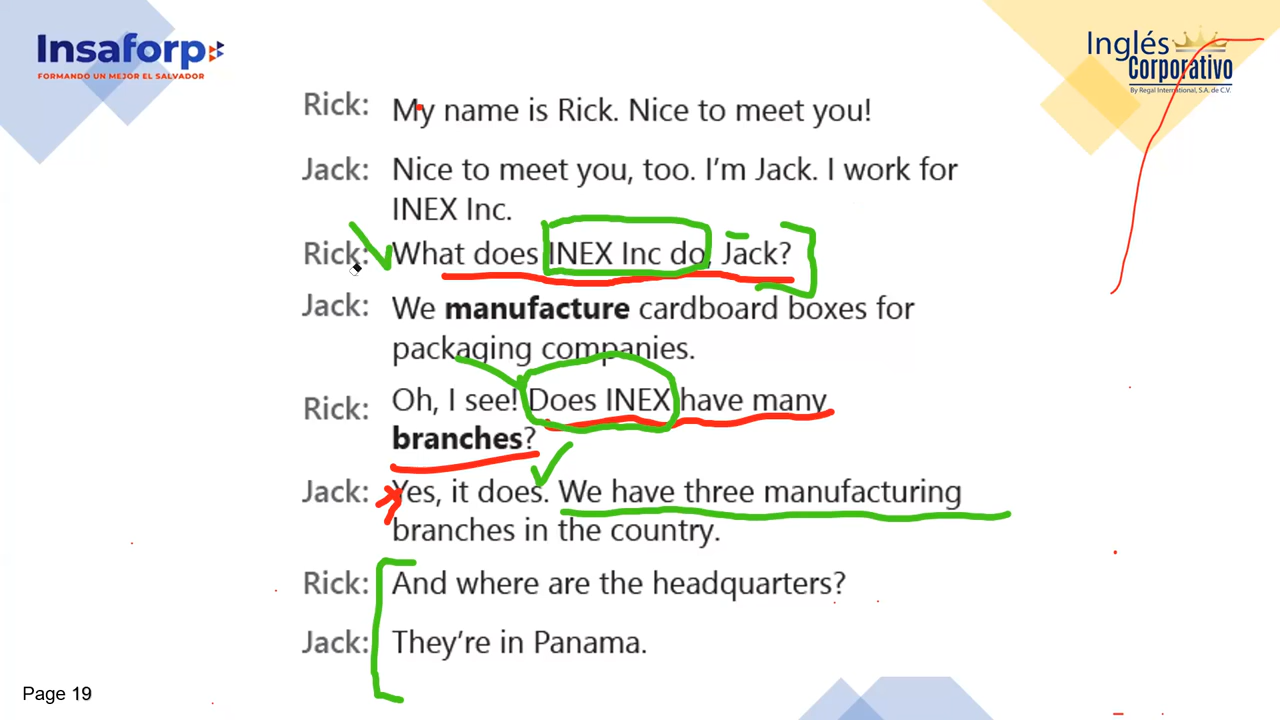 Insaforp
FORMANDO UN MEJOR EL SALVADOR
Inglés
Corporativo
By Regal International, S.A. de C.V.
Rick: My name is Rick. Nice to meet you!
Jack: Nice to meet you, too. I’m Jack. I work for
INEX Inc.
Rick: What does INEX Inc do, Jack?
Jack: We manufacture cardboard boxes for
packaging companies.
Rick: Oh, I see! Does INEX have many
branches?
Jack: Yes, it does. We have three manufacturing
branches in the country.
Rick: And where are the headquarters?
Jack: They’re in Panama.
Page 19